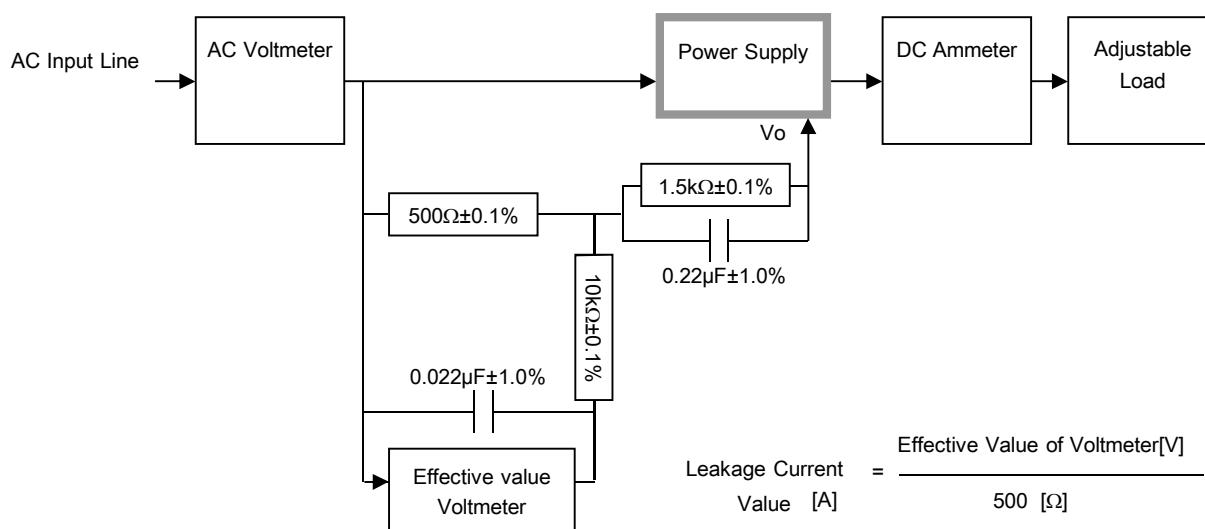 AC Input Line
AC Voltmeter
Power Supply
DC Ammeter
Adjustable
Load
Vo
1.5kΩ±0.1%
500Ω±0.1%
0.22µF±1.0%
10kΩ±0.1%
0.022µF±1.0%
Effective value
Voltmeter
Leakage Current
Value [A]
=
Effective Value of Voltmeter[V]
500 [Ω]